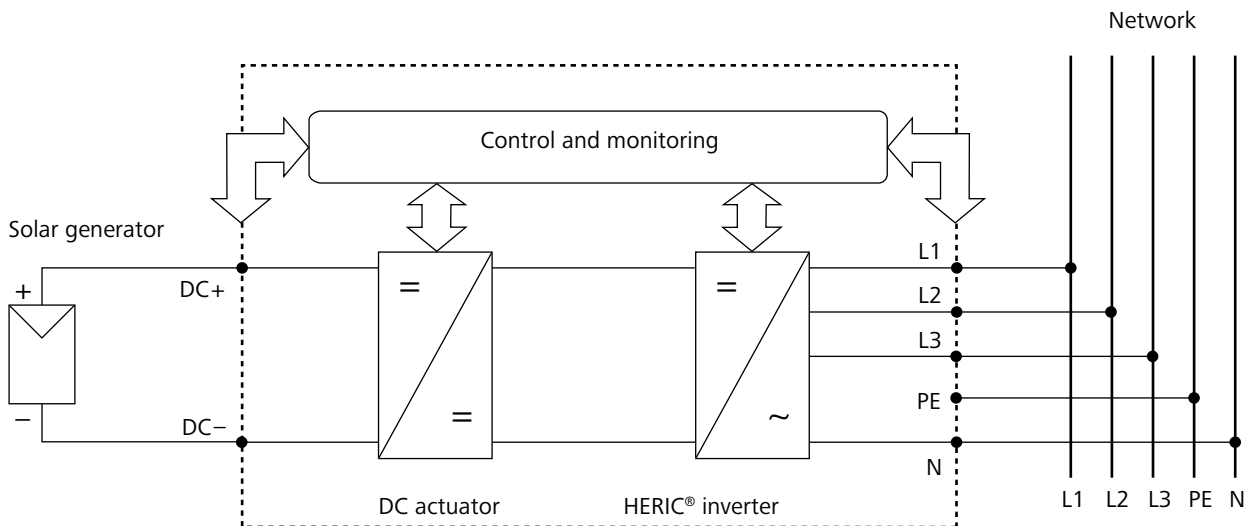 Network
Control and monitoring
Solar generator
+
−
DC+
DC−
=
=
=
~
L1
L2
L3
PE
N
DC actuator
HERIC® inverter
L1 L2 L3 PE N